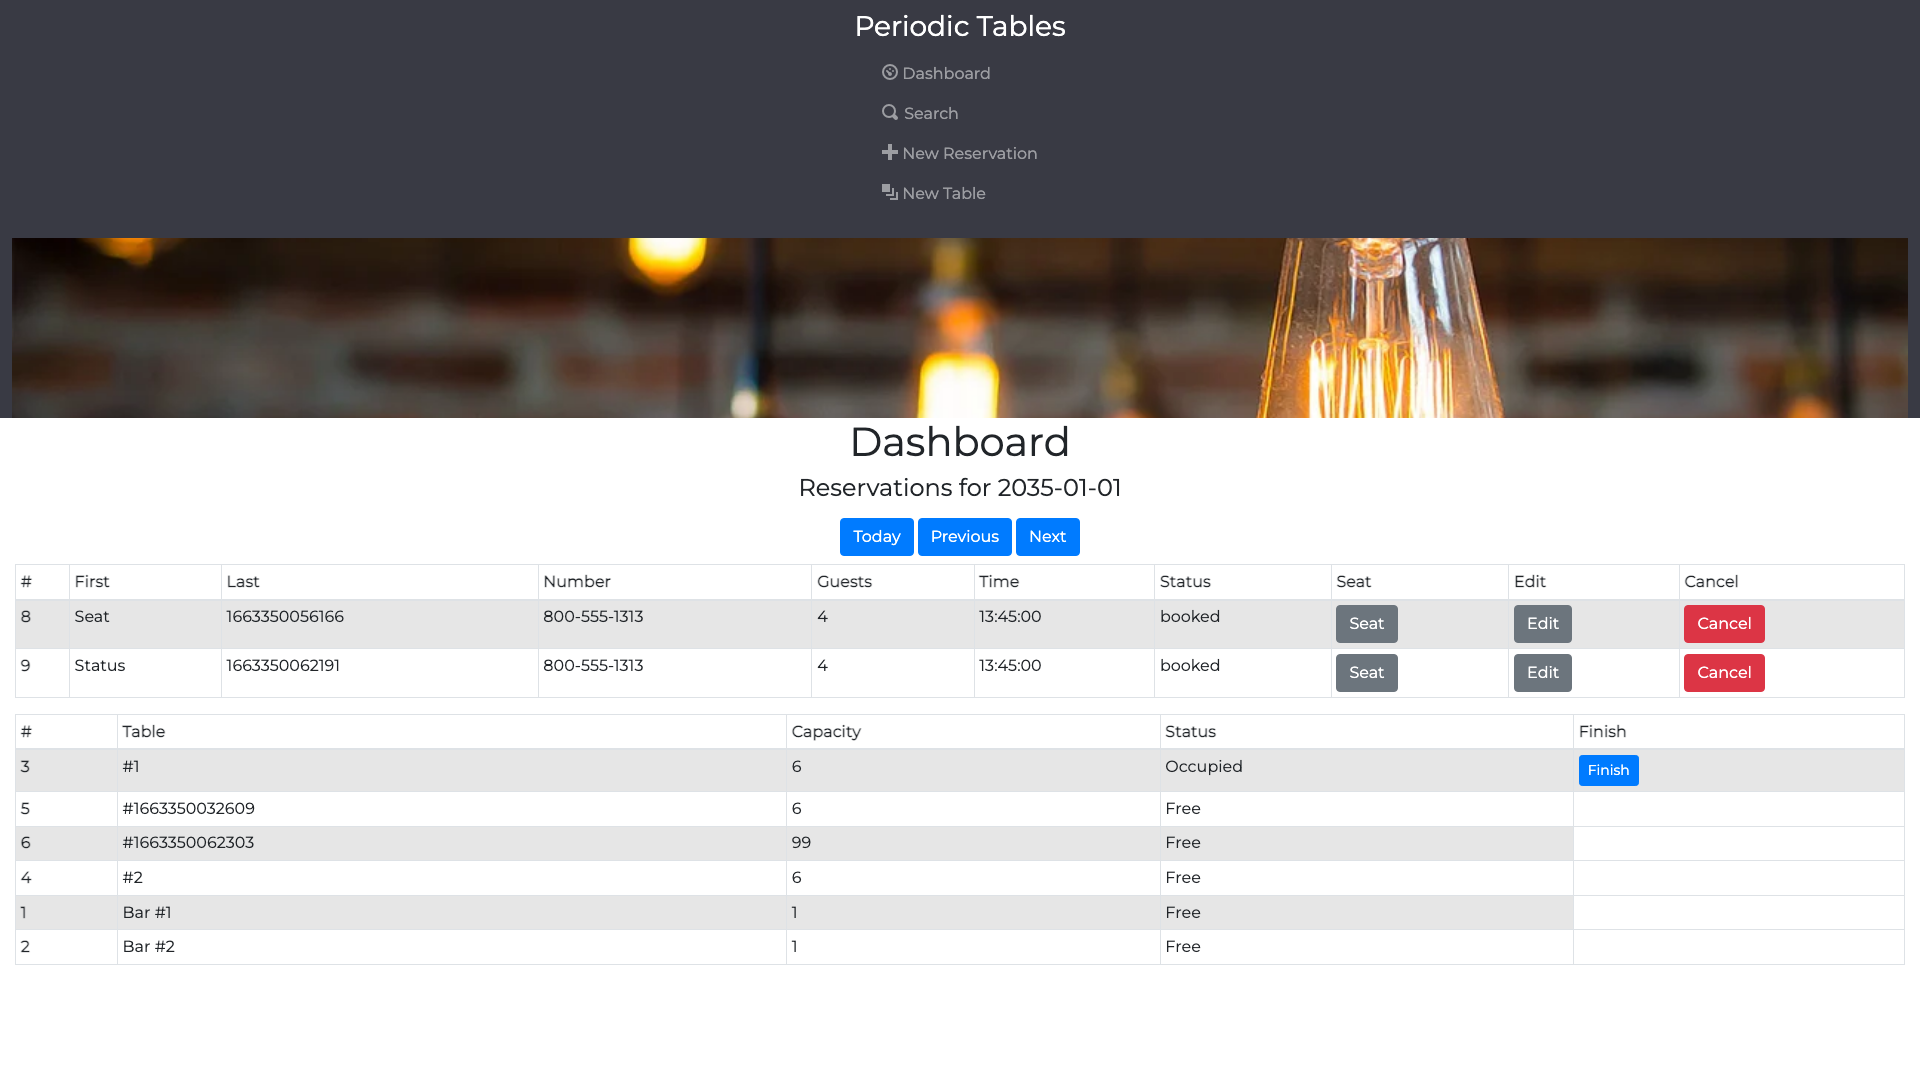 Periodic Tables
Dashboard
Search
New Reservation
New Table
Dashboard
Reservations for 2035-01-01
Today Previous Next
# First Last Number Guests Time Status Seat Edit Cancel
8 Seat 1663350056166 800-555-1313 4 13:45:00 booked Seat Edit Cancel
9 Status 1663350062191 800-555-1313 4 13:45:00 booked Seat Edit Cancel
# Table Capacity Status Finish
3 #1 6 Occupied Finish
5 #1663350032609 6 Free
6 #1663350062303 99 Free
4 #2 6 Free
1 Bar #1 1 Free
2 Bar #2 1 Free